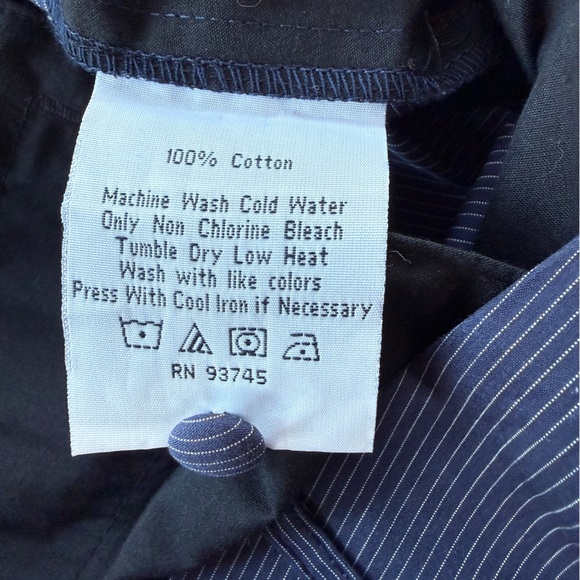 100% Cotton
Machine Wash Cold Water
Only Non Chlorine Bleach
Tumble Dry Low Heat
Wash with like colors
Press With Cool Iron if Necessary
RN 93745